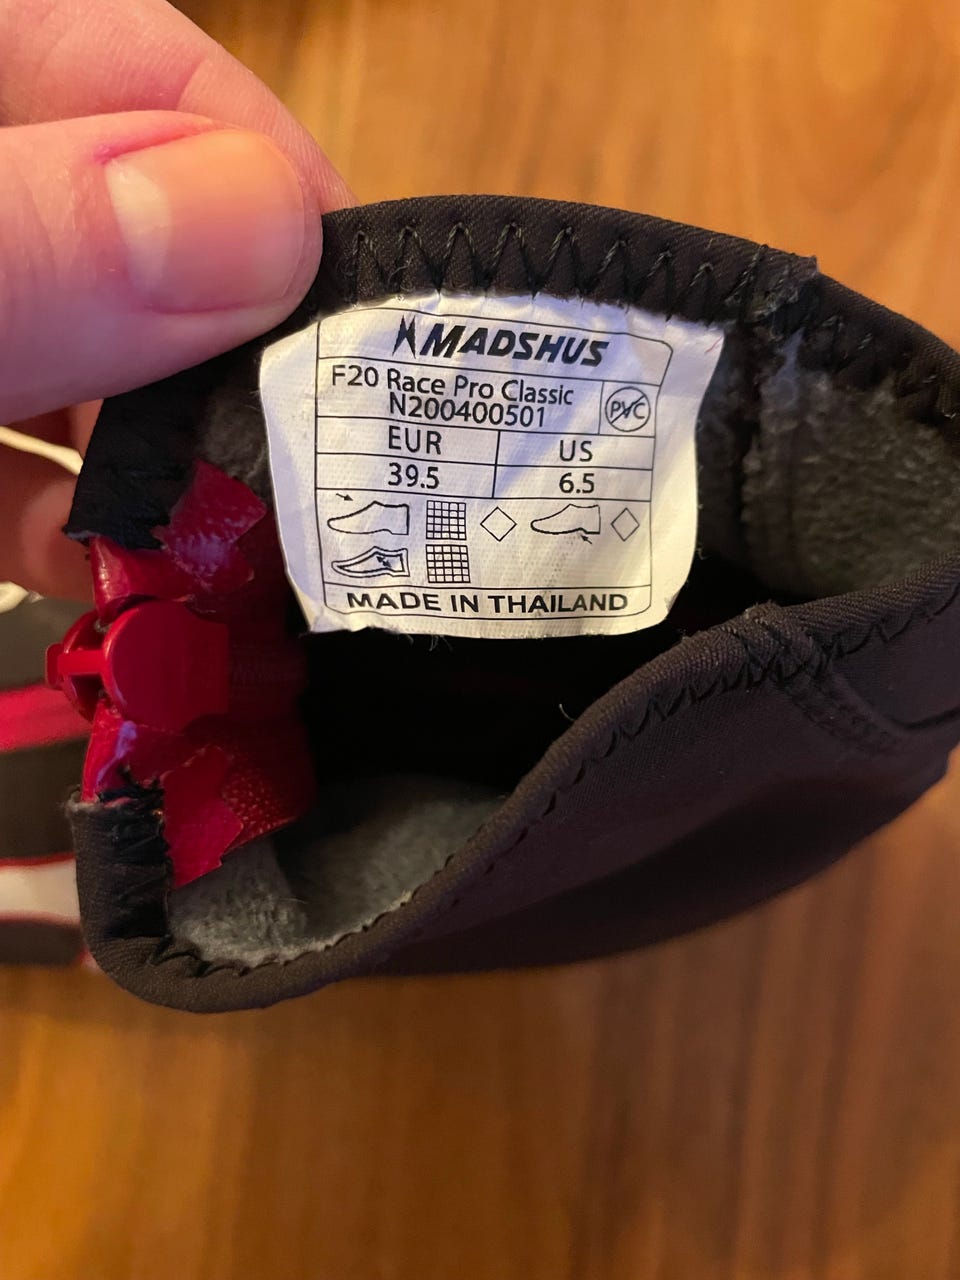 MADSHUS
F20 Race Pro Classic
N200400501
PVC
EUR US
39.5 6.5
MADE IN THAILAND